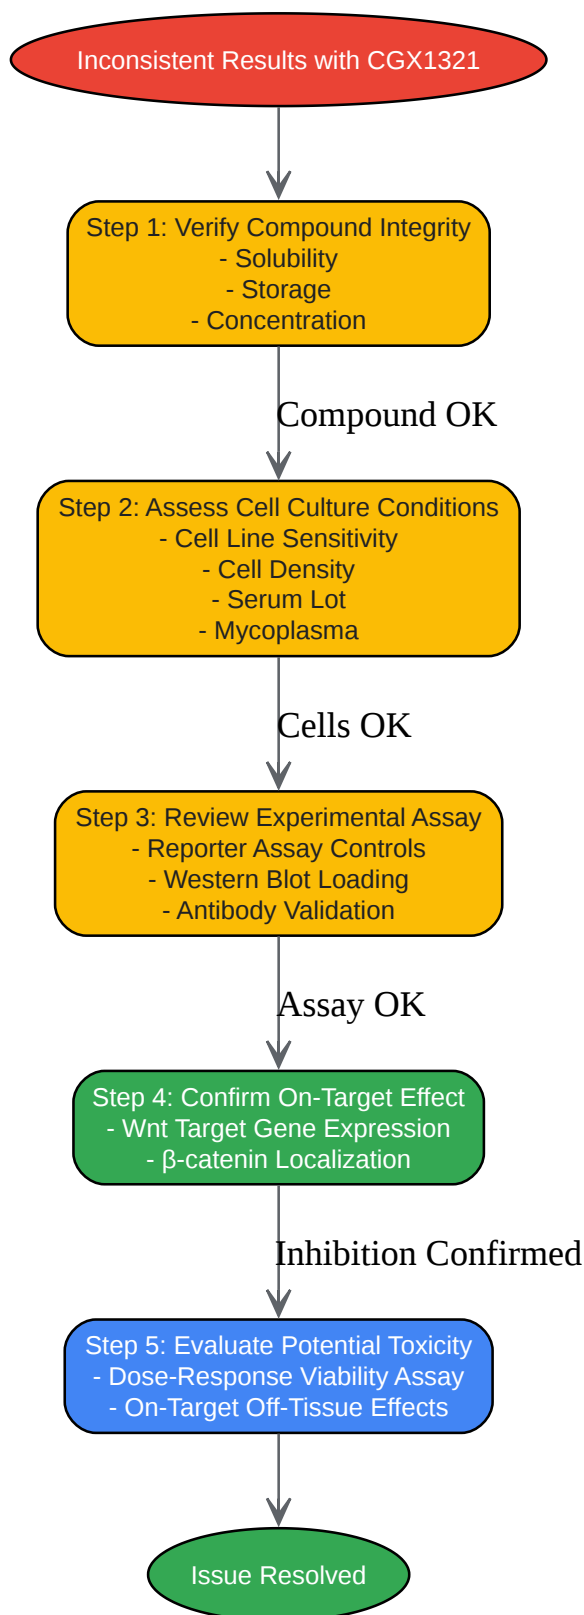 Inconsistent Results with CGX1321
Step 1: Verify Compound Integrity
- Solubility
- Storage
- Concentration
Compound OK
Step 2: Assess Cell Culture Conditions
- Cell Line Sensitivity
- Cell Density
- Serum Lot
- Mycoplasma
Cells OK
Step 3: Review Experimental Assay
- Reporter Assay Controls
- Western Blot Loading
- Antibody Validation
Assay OK
Step 4: Confirm On-Target Effect
- Wnt Target Gene Expression
- β-catenin Localization
Inhibition Confirmed
Step 5: Evaluate Potential Toxicity
- Dose-Response Viability Assay
- On-Target Off-Tissue Effects
Issue Resolved